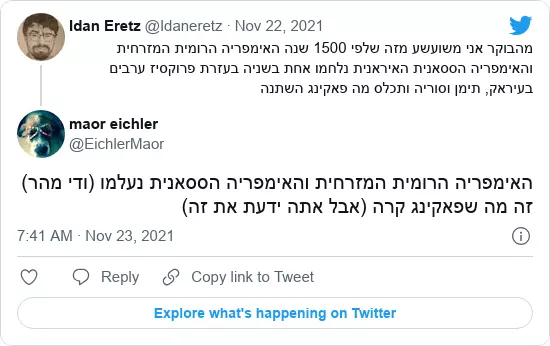 Idan Eretz @Idaneretz · Nov 22, 2021
מהבוקר אני משועשע מזה שלפי 1500 שנה האימפריה הרומית המזרחית
והאימפריה הססאנית האיראנית נלחמו אחת בשניה בעזרת פרוקסיז ערבים
בעיראק, תימן וסוריה ותכלס מה פאקינג השתנה
maor eichler
@EichlerMaor
האימפריה הרומית המזרחית והאימפריה הססאנית נעלמו (ודי מהר)
זה מה שפאקינג קרה (אבל אתה ידעת את זה)
7:41 AM · Nov 23, 2021
Reply
Copy link to Tweet
Explore what's happening on Twitter